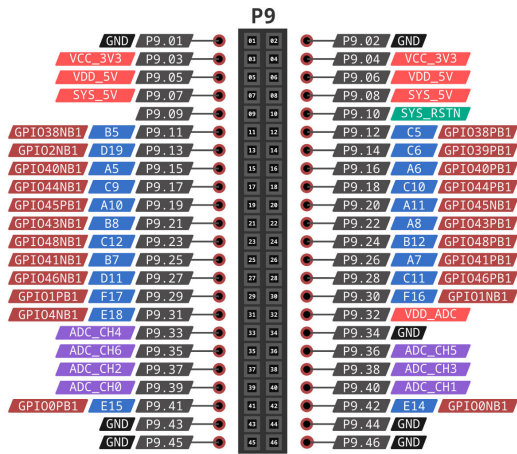 P9
GND P9.01 01 02 P9.02 GND
VCC_3V3 P9.03 03 04 P9.04 VCC_3V3
VDD_5V P9.05 05 06 P9.06 VDD_5V
SYS_5V P9.07 07 08 P9.08 SYS_5V
P9.09 09 10 P9.10 SYS_RSTN
GPIO38NB1 B5 P9.11 11 12 P9.12 C5 GPIO38PB1
GPIO2NB1 D19 P9.13 13 14 P9.14 C6 GPIO39PB1
GPIO40NB1 A5 P9.15 15 16 P9.16 A6 GPIO40PB1
GPIO44NB1 C9 P9.17 17 18 P9.18 C10 GPIO44PB1
GPIO45PB1 A10 P9.19 19 20 P9.20 A11 GPIO45NB1
GPIO43NB1 B8 P9.21 21 22 P9.22 A8 GPIO43PB1
GPIO48NB1 C12 P9.23 23 24 P9.24 B12 GPIO48PB1
GPIO41NB1 B7 P9.25 25 26 P9.26 A7 GPIO41PB1
GPIO46NB1 D11 P9.27 27 28 P9.28 C11 GPIO46PB1
GPIO1PB1 F17 P9.29 29 30 P9.30 F16 GPIO1NB1
GPIO4NB1 E18 P9.31 31 32 P9.32 VDD_ADC
ADC_CH4 P9.33 33 34 P9.34 GND
ADC_CH6 P9.35 35 36 P9.36 ADC_CH5
ADC_CH2 P9.37 37 38 P9.38 ADC_CH3
ADC_CH0 P9.39 39 40 P9.40 ADC_CH1
GPIO0PB1 E15 P9.41 41 42 P9.42 E14 GPIO0NB1
GND P9.43 43 44 P9.44 GND
GND P9.45 45 46 P9.46 GND